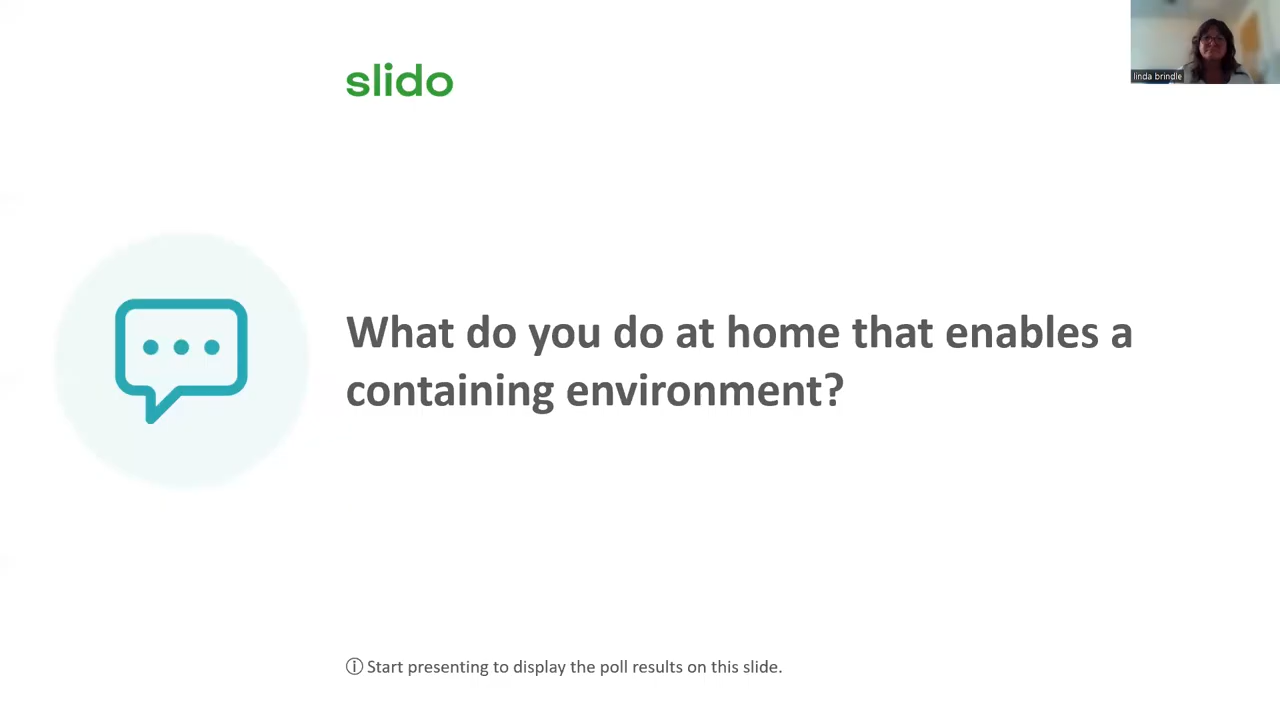 slido
linda brindle
What do you do at home that enables a
containing environment?
ⓘ Start presenting to display the poll results on this slide.